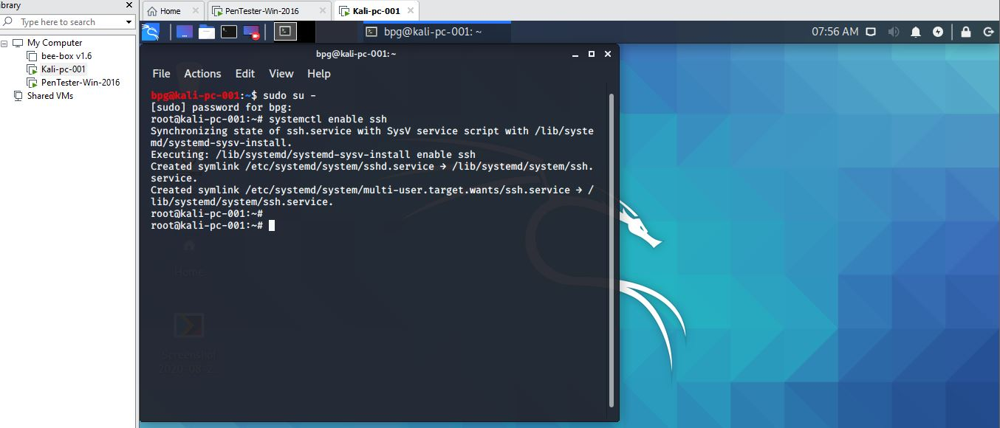 ibrary
Type here to search
My Computer
bee-box v1.6
Kali-pc-001
PenTester-Win-2016
Shared VMs
Home
PenTester-Win-2016
Kali-pc-001
bpg@kali-pc-001: ~
07:56 AM
bpg@kali-pc-001:~
File Actions Edit View Help
bpg@kali-pc-001:~$ sudo su -
[sudo] password for bpg:
root@kali-pc-001:~# systemctl enable ssh
Synchronizing state of ssh.service with SysV service script with /lib/syste
md/systemd-sysv-install.
Executing: /lib/systemd/systemd-sysv-install enable ssh
Created symlink /etc/systemd/system/sshd.service → /lib/systemd/system/ssh.
service.
Created symlink /etc/systemd/system/multi-user.target.wants/ssh.service → /
lib/systemd/system/ssh.service.
root@kali-pc-001:~#
root@kali-pc-001:~#
Home
Screenshot
2020-08-2...